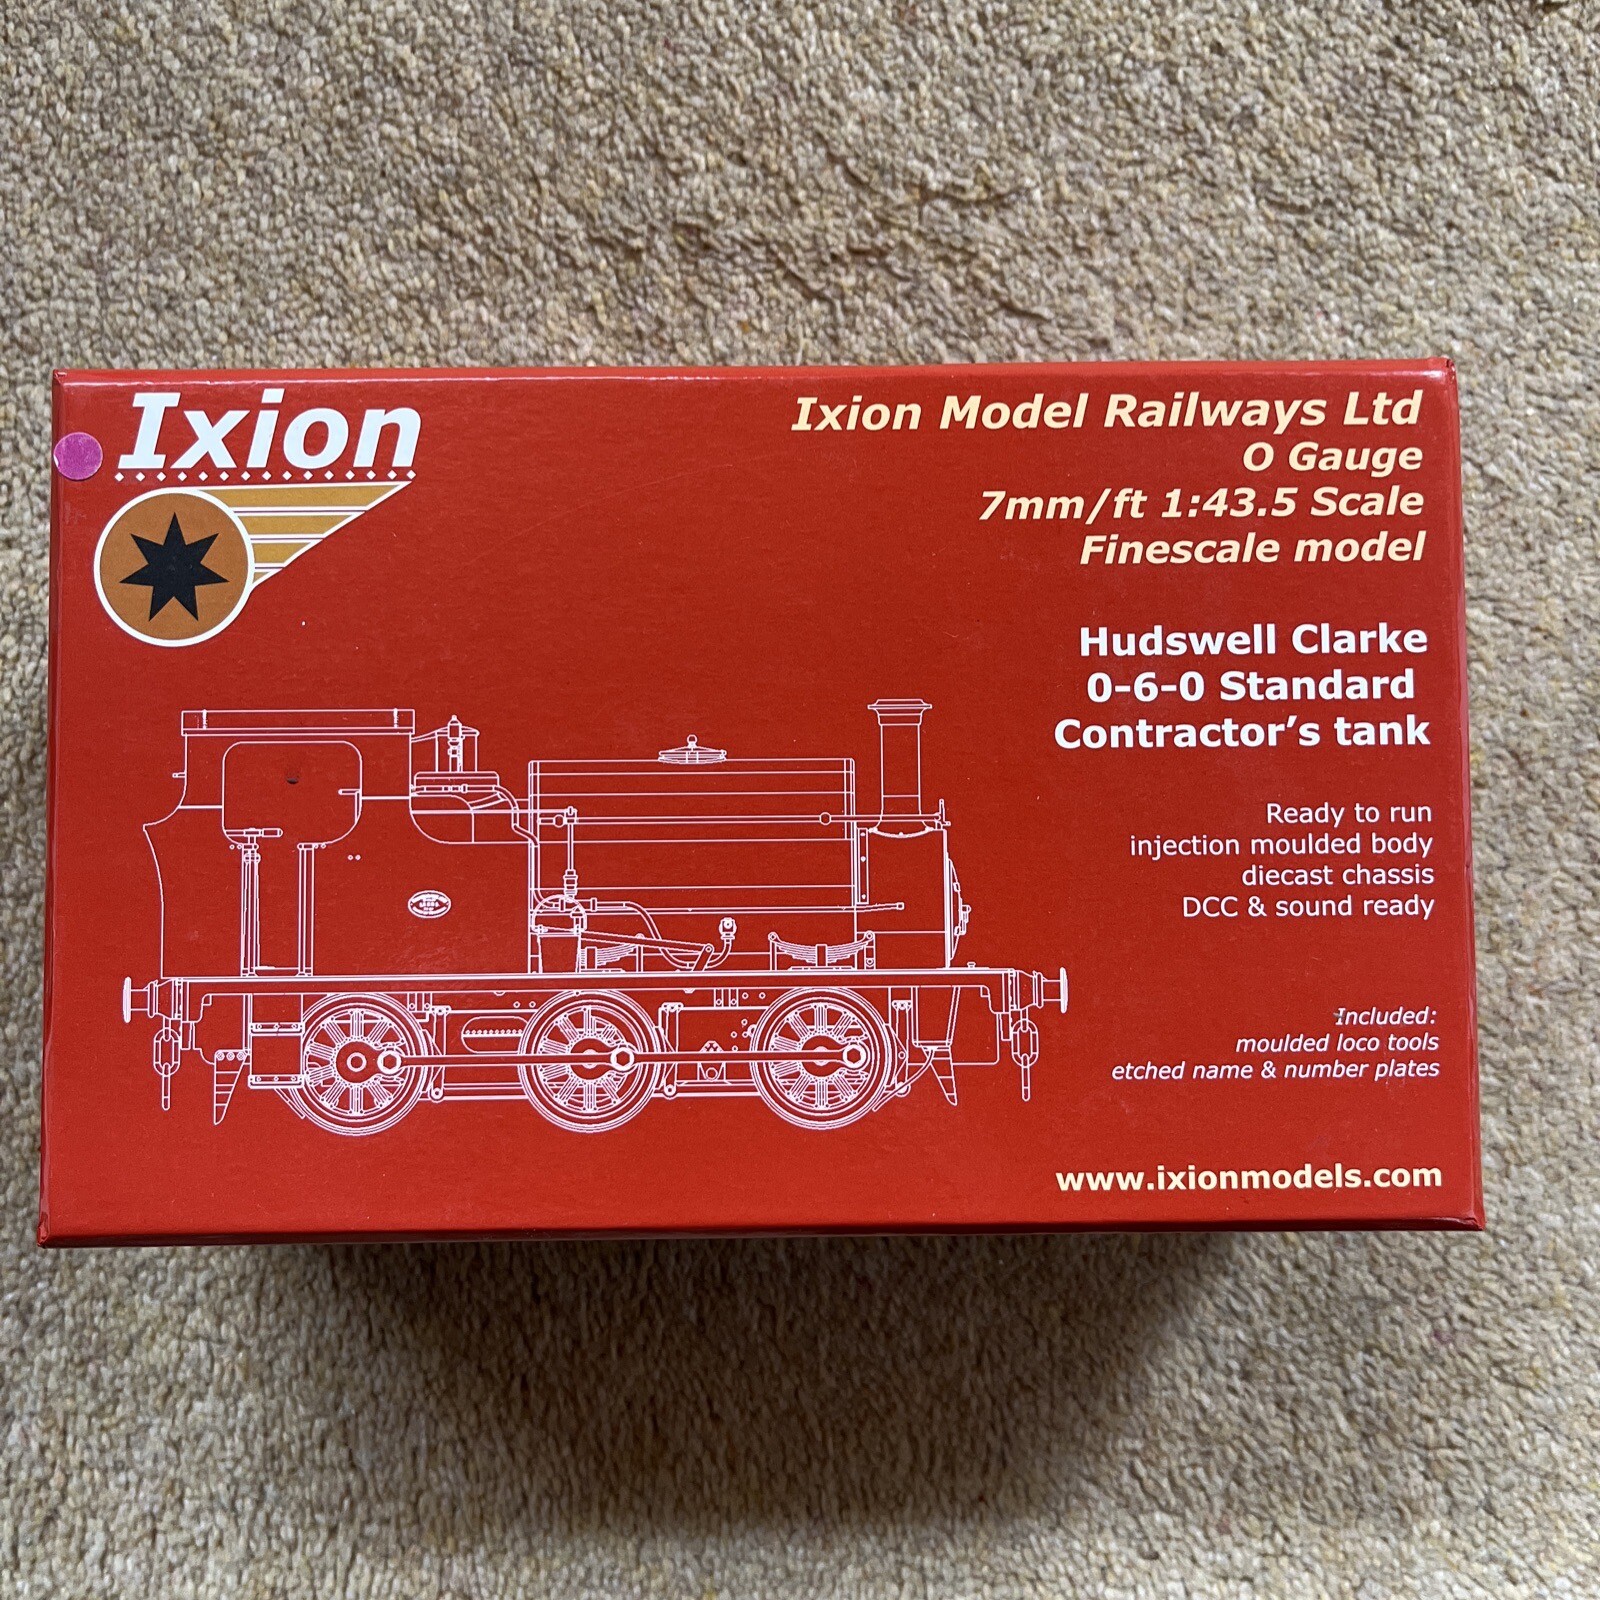 Ixion
Ixion Model Railways Ltd
O Gauge
7mm/ft 1:43.5 Scale
Finescale model
Hudswell Clarke
0-6-0 Standard
Contractor's tank
Ready to run
injection moulded body
diecast chassis
DCC & sound ready
Included:
moulded loco tools
etched name & number plates
www.ixionmodels.com